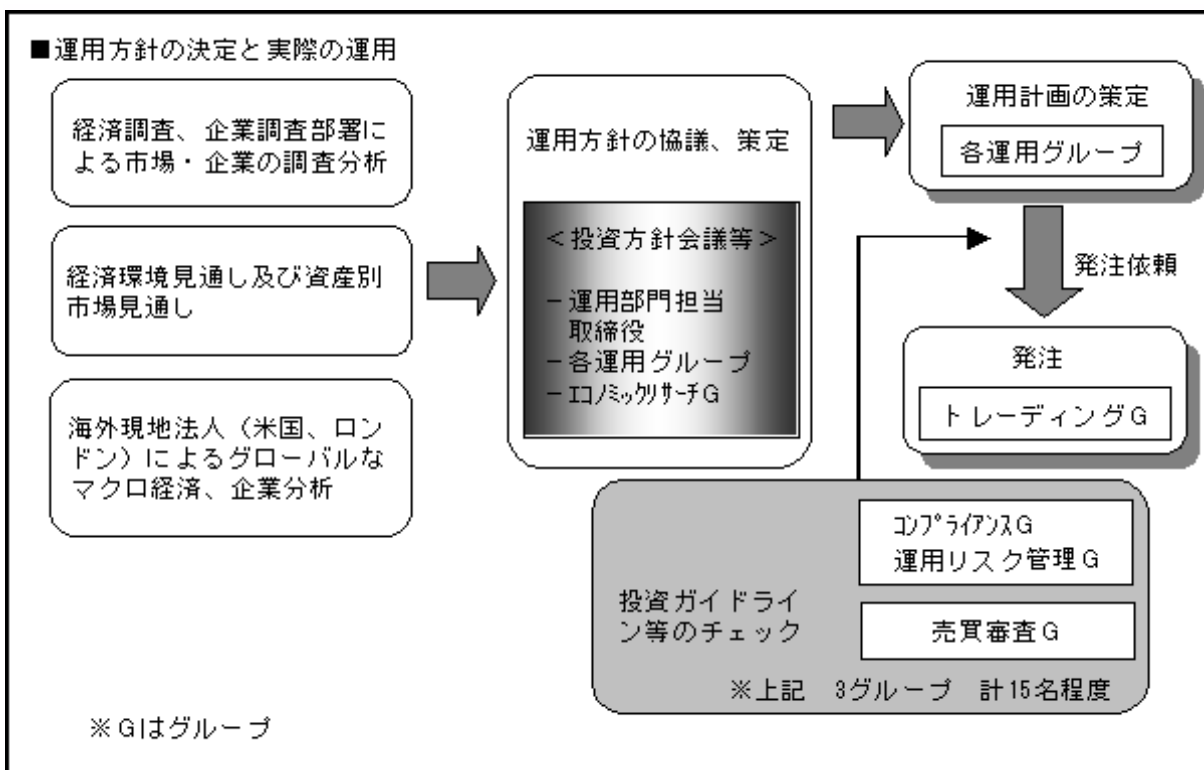 ■運用方針の決定と実際の運用
経済調査、企業調査部署に
よる市場・企業の調査分析
経済環境見通し及び資産別
市場見通し
海外現地法人（米国、ロン
ドン）によるグローバルな
マクロ経済、企業分析
運用方針の協議、策定
＜投資方針会議等＞
－運用部門担当
取締役
－各運用グループ
－ｴｺﾉﾐｯｸﾘｻｰﾁＧ
運用計画の策定
各運用グループ
発注依頼
発注
トレーディングＧ
投資ガイドライ
ン等のチェック
ｺﾝﾌﾟﾗｲｱﾝｽＧ
運用リスク管理Ｇ
売買審査Ｇ
※上記　3グループ　計15名程度
※Ｇはグループ